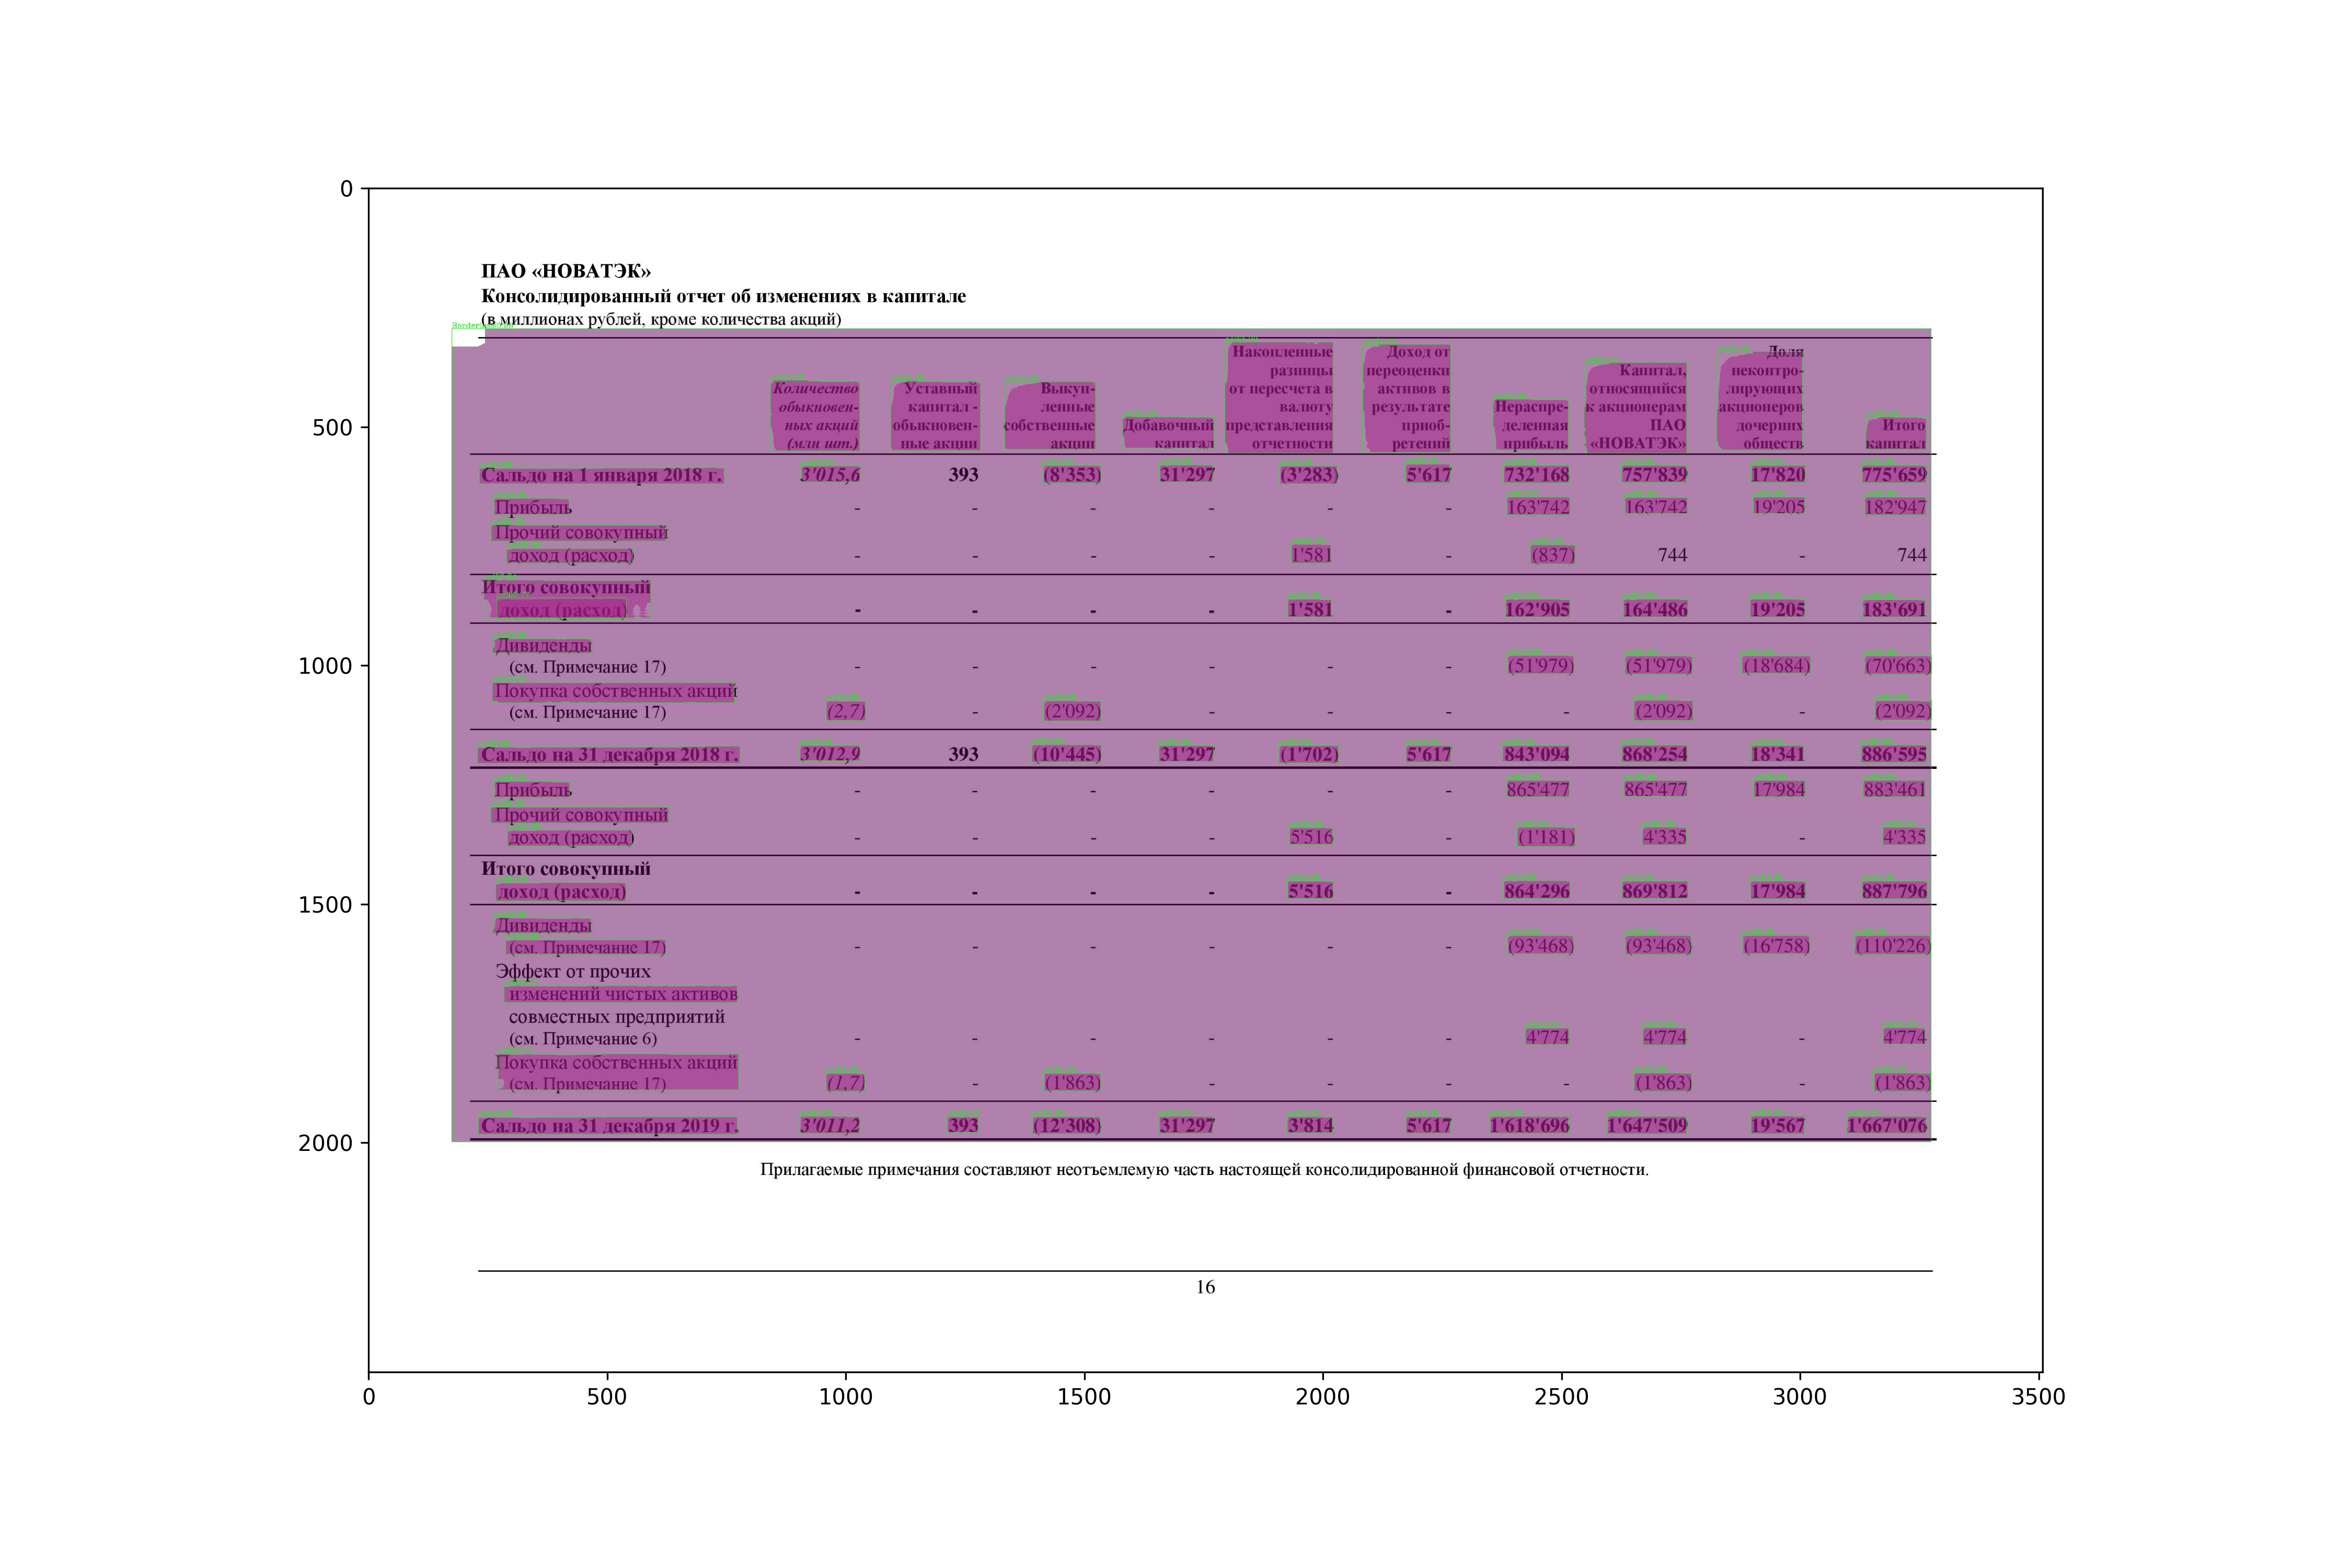 ПАО «НОВАТЭК»
Консолидированный отчет об изменениях в капитале
(в миллионах рублей, кроме количества акций)
Количество обыкновен- ных акций (млн шт.) Уставный капитал - обыкновен- ные акции Выкуп- ленные собственные акции Добавочный капитал Накопленные разницы от пересчета в валюту представления отчетности Доход от переоценки активов в результате приоб- ретений Нераспре- деленная прибыль Капитал, относящийся к акционерам ПАО «НОВАТЭК» Доля неконтро- лирующих акционеров дочерних обществ Итого капитал
0
500
Сальдо на 1 января 2018 г. 3'015,6 393 (8'353) 31'297 (3'283) 5'617 732'168 757'839 17'820 775'659
Прибыль - - - - - - 163'742 163'742 19'205 182'947
Прочий совокупный
доход (расход) - - - - 1'581 - (837) 744 - 744
Итого совокупный
доход (расход) - - - - 1'581 - 162'905 164'486 19'205 183'691
Дивиденды
1000
(см. Примечание 17) - - - - - - (51'979) (51'979) (18'684) (70'663)
Покупка собственных акций
(см. Примечание 17) (2,7) - (2'092) - - - - (2'092) - (2'092)
Сальдо на 31 декабря 2018 г. 3'012,9 393 (10'445) 31'297 (1'702) 5'617 843'094 868'254 18'341 886'595
Прибыль - - - - - - 865'477 865'477 17'984 883'461
Прочий совокупный
доход (расход) - - - - 5'516 - (1'181) 4'335 - 4'335
Итого совокупный
доход (расход) - - - - 5'516 - 864'296 869'812 17'984 887'796
1500
Дивиденды
(см. Примечание 17) - - - - - - (93'468) (93'468) (16'758) (110'226)
Эффект от прочих
изменений чистых активов
совместных предприятий
(см. Примечание 6) - - - - - - 4'774 4'774 - 4'774
Покупка собственных акций
(см. Примечание 17) (1,7) - (1'863) - - - - (1'863) - (1'863)
Сальдо на 31 декабря 2019 г. 3'011,2 393 (12'308) 31'297 3'814 5'617 1'618'696 1'647'509 19'567 1'667'076
2000
Прилагаемые примечания составляют неотъемлемую часть настоящей консолидированной финансовой отчетности.
16
0 500 1000 1500 2000 2500 3000 3500